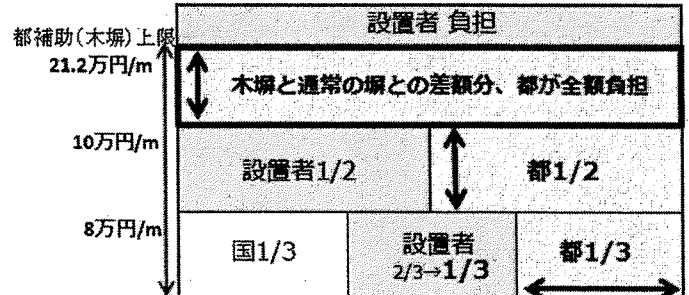 設置者 負担
都補助(木塀)上限
21.2万円/m
木塀と通常の塀との差額分、都が全額負担
10万円/m
設置者1/2
都1/2
8万円/m
国1/3
設置者
2/3→1/3
都1/3